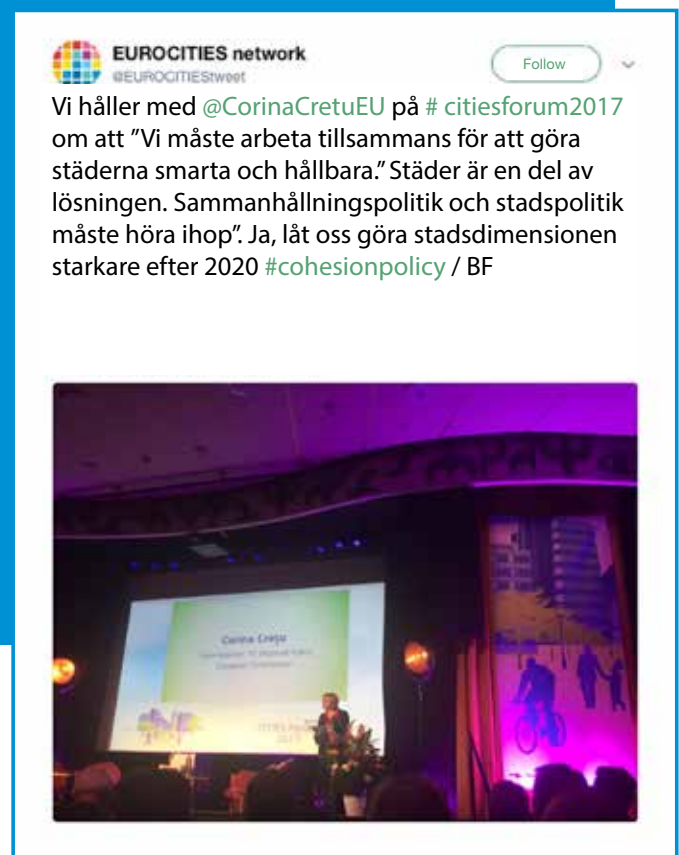 EUROCITIES network
@EUROCITIEStweet
Follow
Vi håller med @CorinaCretuEU på # citiesforum2017
om att ”Vi måste arbeta tillsammans för att göra
städerna smarta och hållbara.” Städer är en del av
lösningen. Sammanhållningspolitik och stadspolitik
måste höra ihop”. Ja, låt oss göra stadsdimensionen
starkare efter 2020 #cohesionpolicy / BF
Corina Crețu